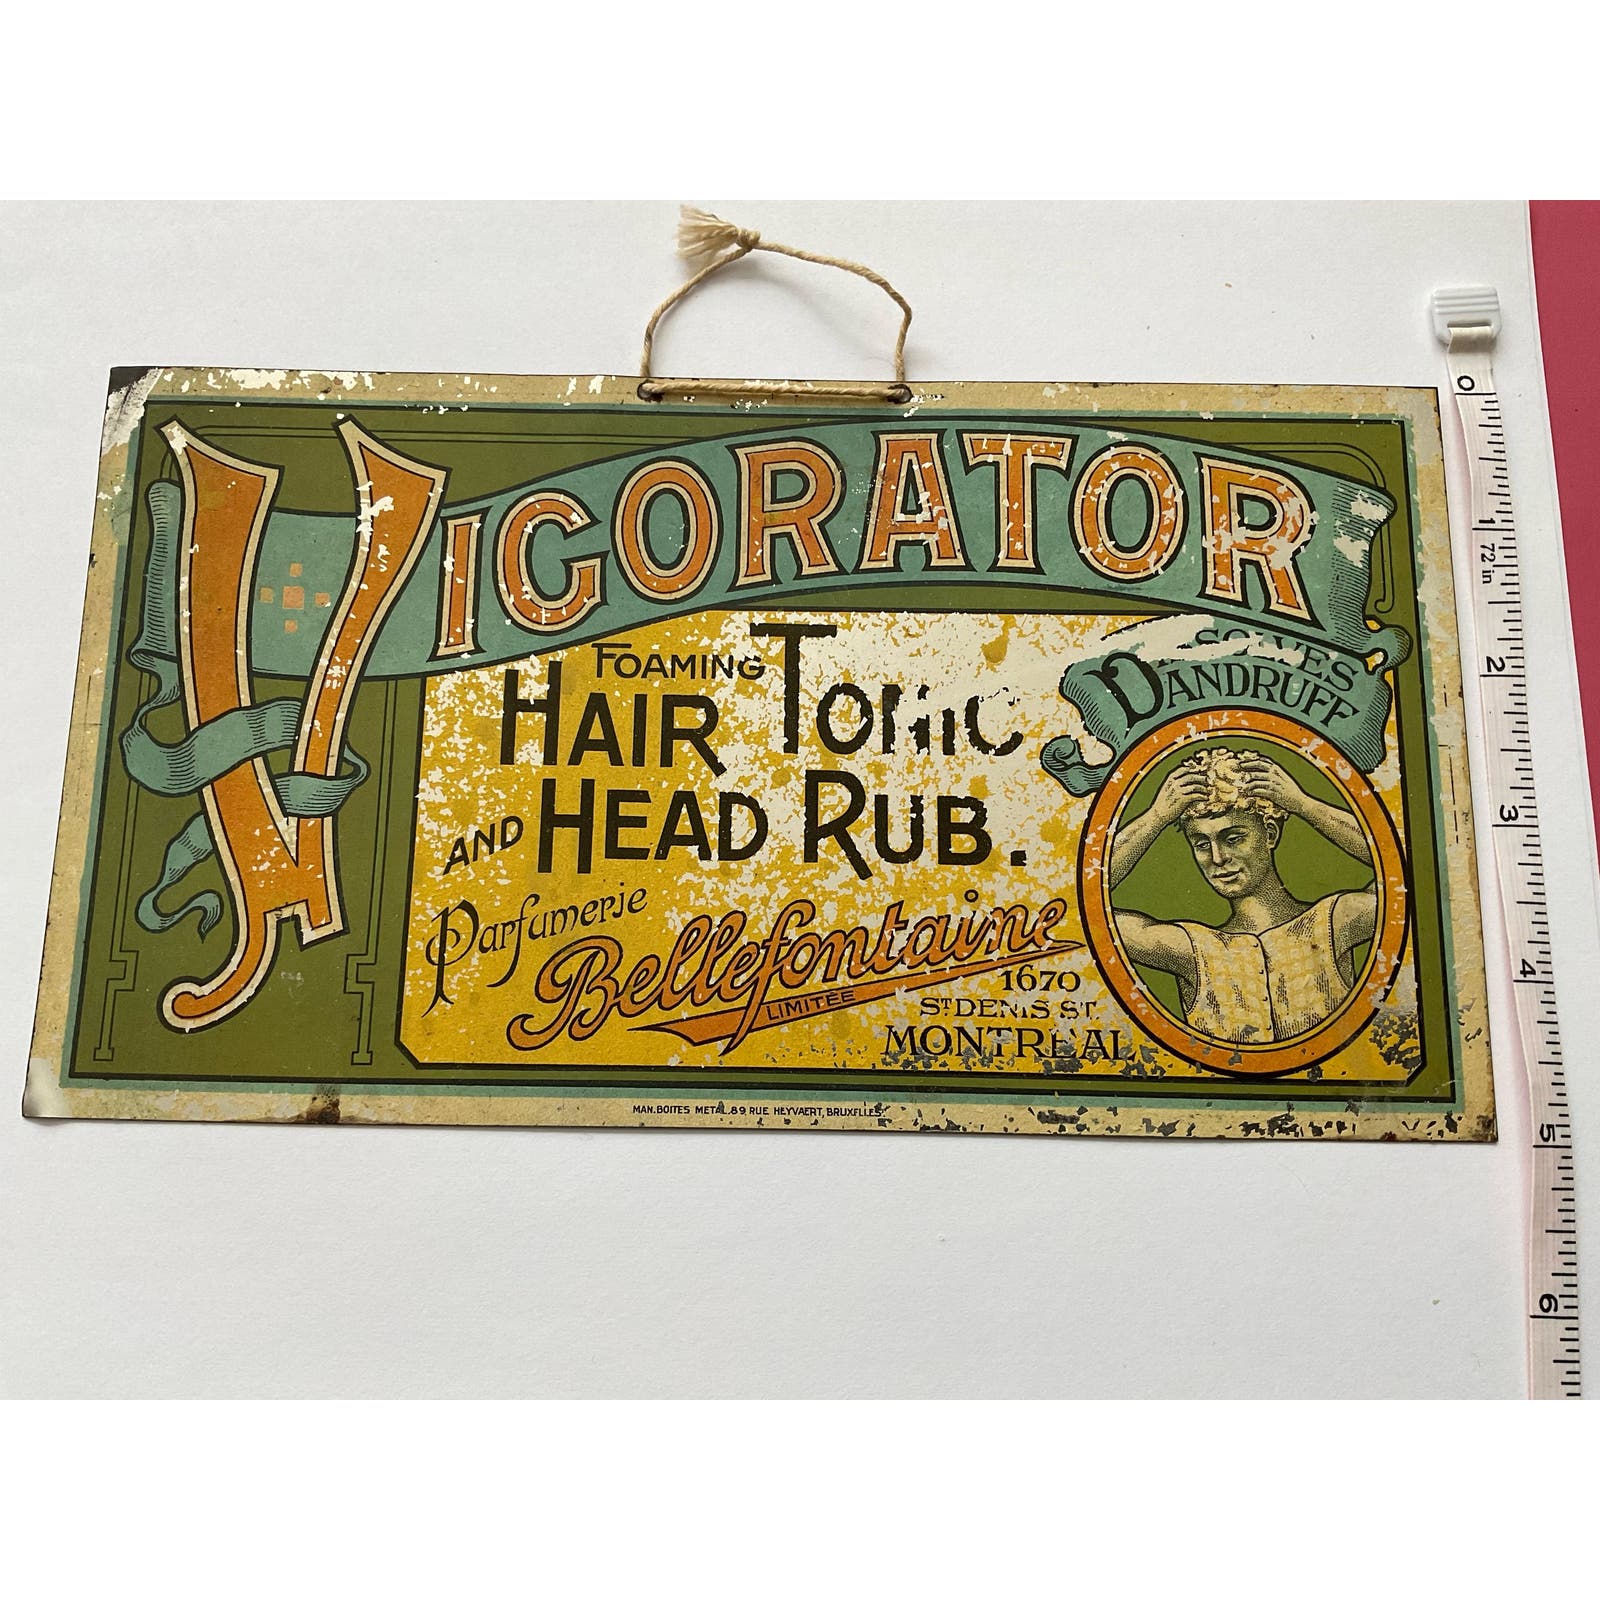 VIGORATOR
FOAMING
HAIR TONIC
AND HEAD RUB.
DANDRUFF
Parfumerie
Bellefontaine
LIMITÉE
1670
ST DENIS ST.
MONTREAL
MAN. BOITES METAL. 89 RUE HEYVAERT, BRUXELLES.
0
1
72 in
2
3
4
5
6